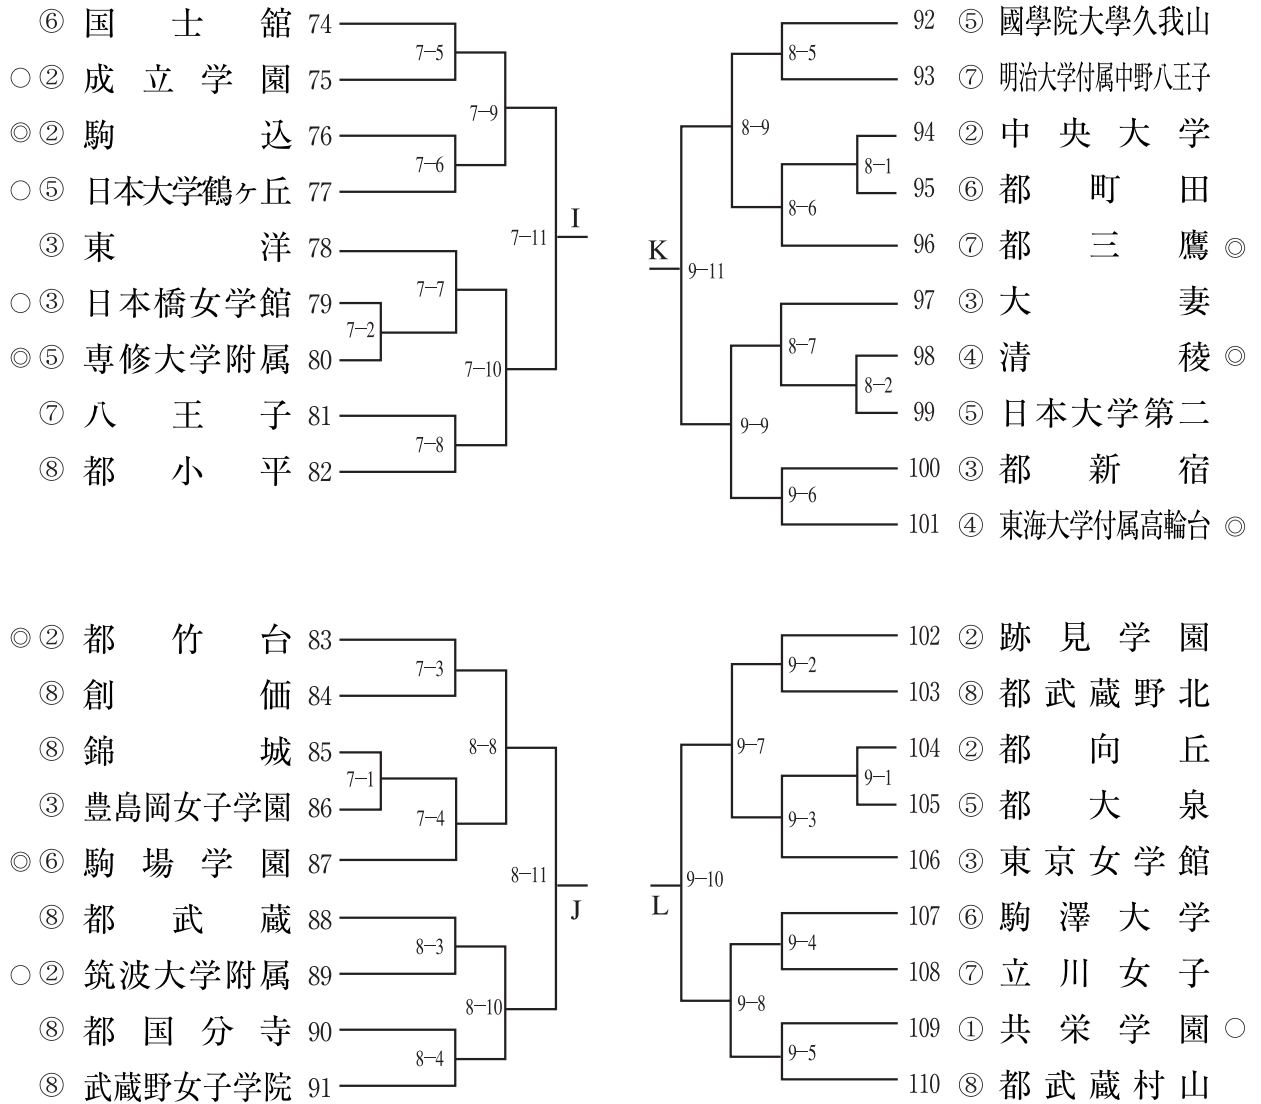 ⑥ 国士舘 74
○ ② 成立学園 75
◎ ② 駒込 76
○ ⑤ 日本大学鶴ヶ丘 77
③ 東洋 78
○ ③ 日本橋女学館 79
◎ ⑤ 専修大学附属 80
⑦ 八王子 81
⑧ 都小平 82
7−5
7−9
7−6
7−11
I
7−7
7−2
7−10
7−8
92 ⑤ 國學院大學久我山
93 ⑦ 明治大学付属中野八王子
94 ② 中央大学
95 ⑥ 都町田
96 ⑦ 都三鷹 ◎
97 ③ 大妻
98 ④ 清稜 ◎
99 ⑤ 日本大学第二
100 ③ 都新宿
101 ④ 東海大学付属高輪台 ◎
8−5
8−9
8−1
8−6
K
9−11
8−7
8−2
9−9
9−6
◎ ② 都竹台 83
⑧ 創価 84
⑧ 錦城 85
③ 豊島岡女子学園 86
◎ ⑥ 駒場学園 87
⑧ 都武蔵 88
○ ② 筑波大学附属 89
⑧ 都国分寺 90
⑧ 武蔵野女子学院 91
7−3
8−8
7−1
7−4
8−11
J
8−3
8−10
8−4
102 ② 跡見学園
103 ⑧ 都武蔵野北
104 ② 都向丘
105 ⑤ 都大泉
106 ③ 東京女学館
107 ⑥ 駒澤大学
108 ⑦ 立川女子
109 ① 共栄学園 ○
110 ⑧ 都武蔵村山
9−2
9−7
9−1
9−3
9−10
L
9−4
9−8
9−5